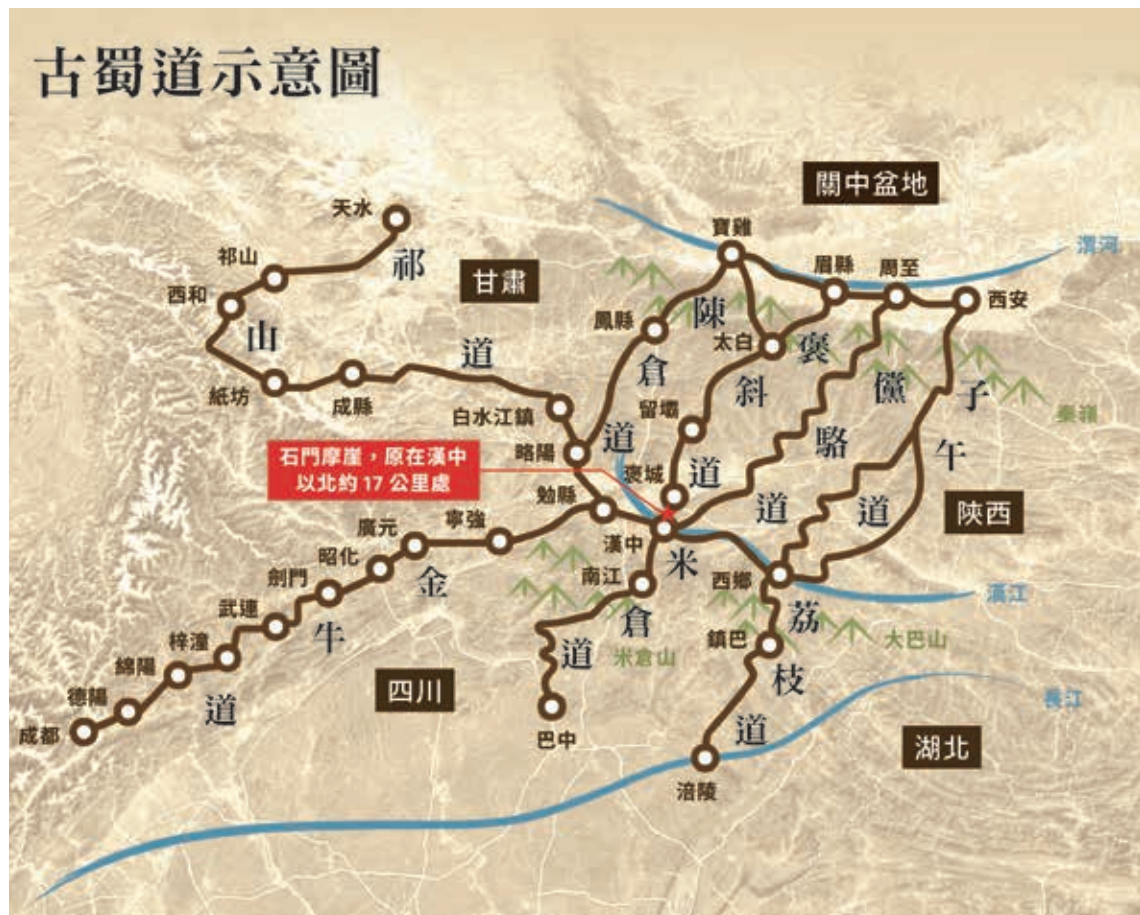 古蜀道示意圖
關中盆地
渭河
天水
寶雞
祁山
祁山道
甘肅
眉縣
周至
西安
西和
鳳縣
陳倉道
太白
褒斜道
儻駱道
子午道
秦嶺
紙坊
成縣
白水江鎮
留壩
略陽
石門摩崖，原在漢中
以北約 17 公里處
褒城
勉縣
陝西
廣元
寧強
漢中
昭化
劍門
金牛道
南江
米倉道
西鄉
漢江
武連
梓潼
綿陽
德陽
成都
米倉山
鎮巴
荔枝道
大巴山
四川
巴中
長江
湖北
涪陵